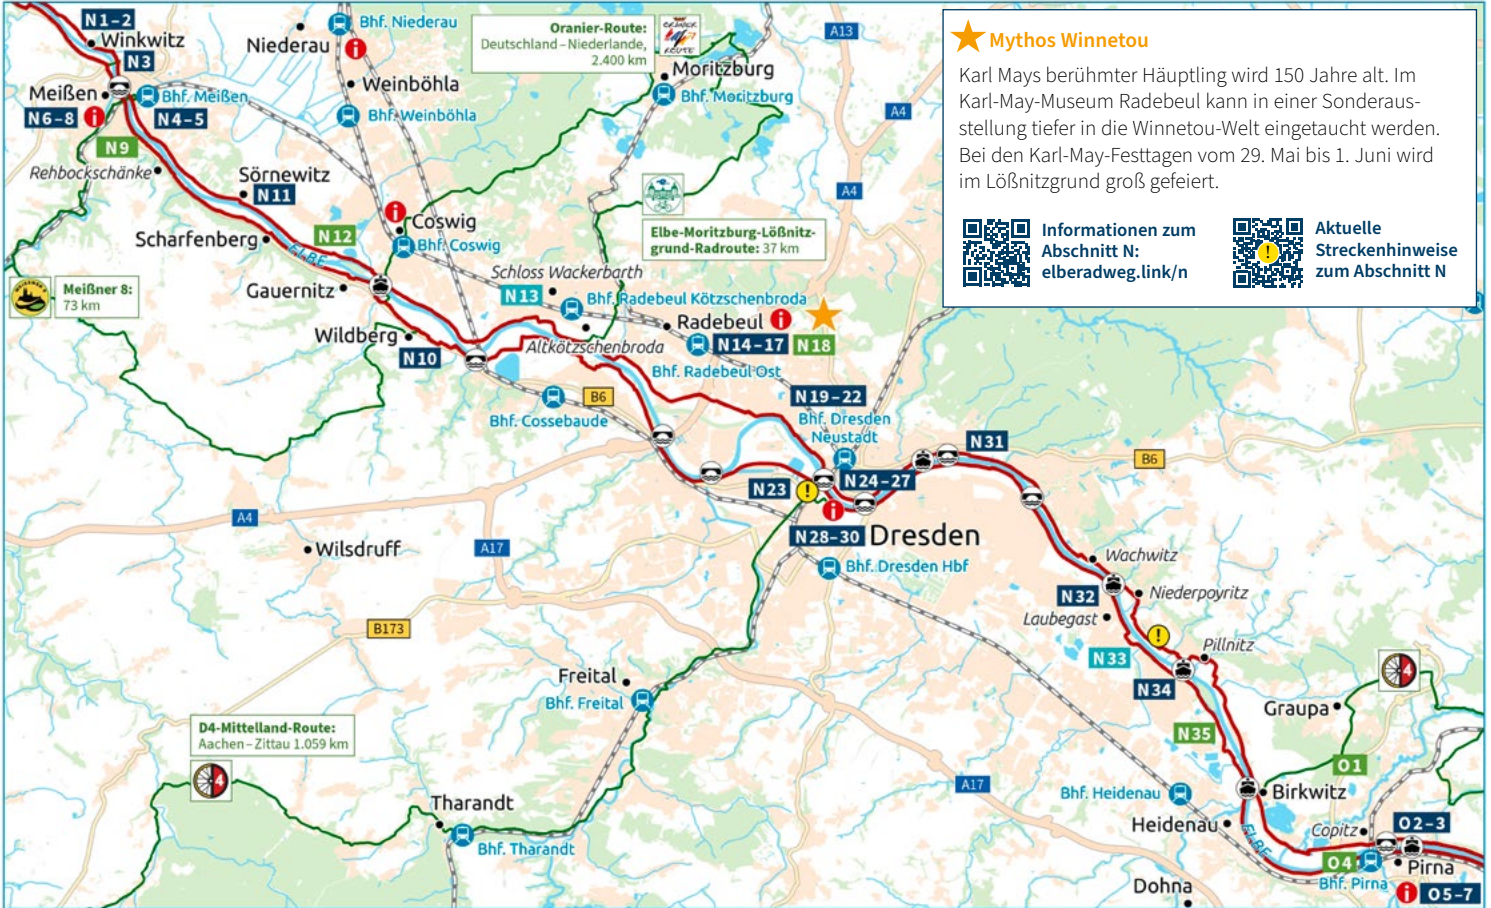 N1–2
Winkwitz
N3
Meißen
Bhf. Meißen
N6–8
N4–5
N9
Rehbockschänke
Niederau
Bhf. Niederau
Weinböhla
Bhf. Weinböhla
Oranier-Route:
Deutschland – Niederlande,
2.400 km
ORANIER
ROUTE
Moritzburg
Bhf. Moritzburg
A13
A4
A4
Mythos Winnetou
Karl Mays berühmter Häuptling wird 150 Jahre alt. Im
Karl-May-Museum Radebeul kann in einer Sonderaus-
stellung tiefer in die Winnetou-Welt eingetaucht werden.
Bei den Karl-May-Festtagen vom 29. Mai bis 1. Juni wird
im Lößnitzgrund groß gefeiert.
Informationen zum
Abschnitt N:
elberadweg.link/n
Aktuelle
Streckenhinweise
zum Abschnitt N
Sörnewitz
N11
Scharfenberg
N12
ELBE
Coswig
Bhf. Coswig
Elbe-Moritzburg-Lößnitz-
grund-Radroute: 37 km
Meißner 8:
73 km
Gauernitz
Schloss Wackerbarth
N13
Bhf. Radebeul Kötzschenbroda
Radebeul
N14–17
N18
Wildberg
N10
Altkötzschenbroda
Bhf. Radebeul Ost
B6
Bhf. Cossebaude
N19–22
Bhf. Dresden
Neustadt
N31
B6
N23
N24–27
A4
N28–30
Dresden
Wilsdruff
A17
Bhf. Dresden Hbf
Wachwitz
N32
Niederpoyritz
Laubegast
B173
Pillnitz
N33
N34
Freital
Bhf. Freital
Graupa
4
N35
D4-Mittelland-Route:
Aachen – Zittau 1.059 km
4
O1
A17
Bhf. Heidenau
Birkwitz
Tharandt
Bhf. Tharandt
Heidenau
ELBE
Copitz
O2–3
O4
Pirna
Bhf. Pirna
Dohna
O5–7